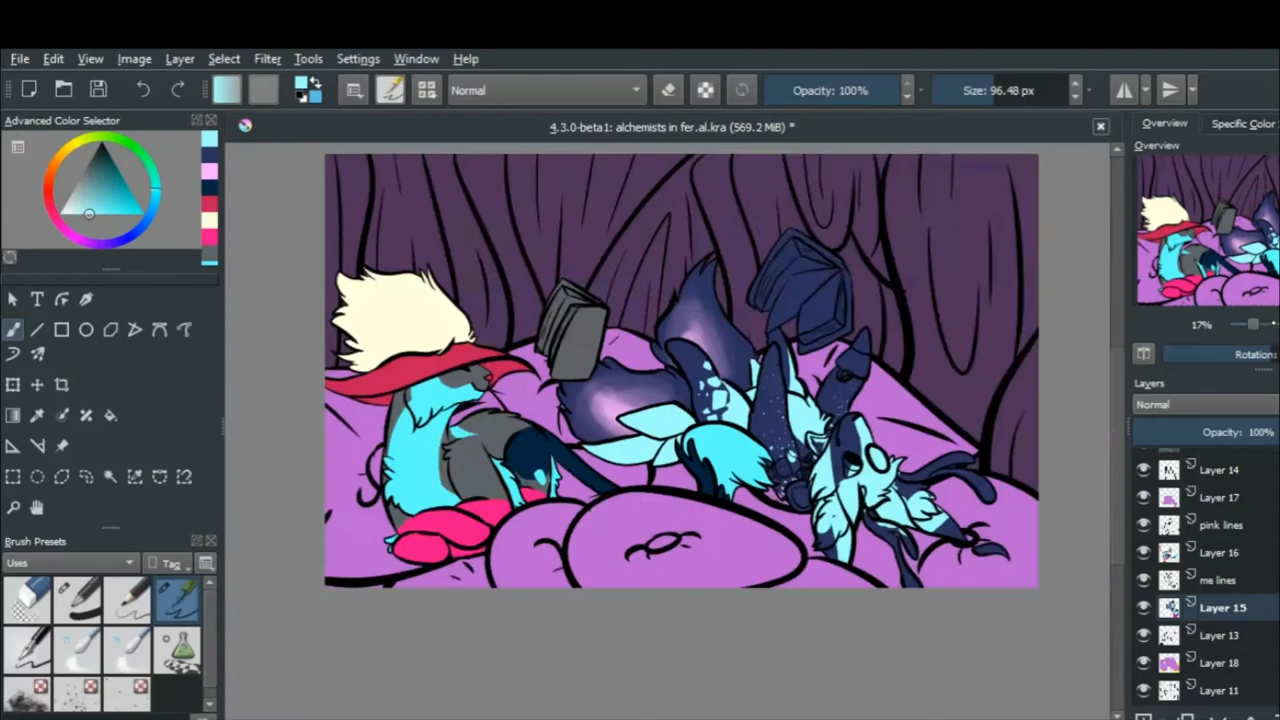 File Edit View Image Layer Select Filter Tools Settings Window Help
Normal
Opacity: 100%
Size: 96.48 px
Advanced Color Selector
4.3.0-beta1: alchemists in fer.al.kra (569.2 MiB) *
Overview
Specific Color
Overview
17%
Rotation:
Layers
Normal
Opacity: 100%
Layer 14
Layer 17
pink lines
Layer 16
me lines
Layer 15
Layer 13
Layer 18
Layer 11
Brush Presets
Uses
Tag